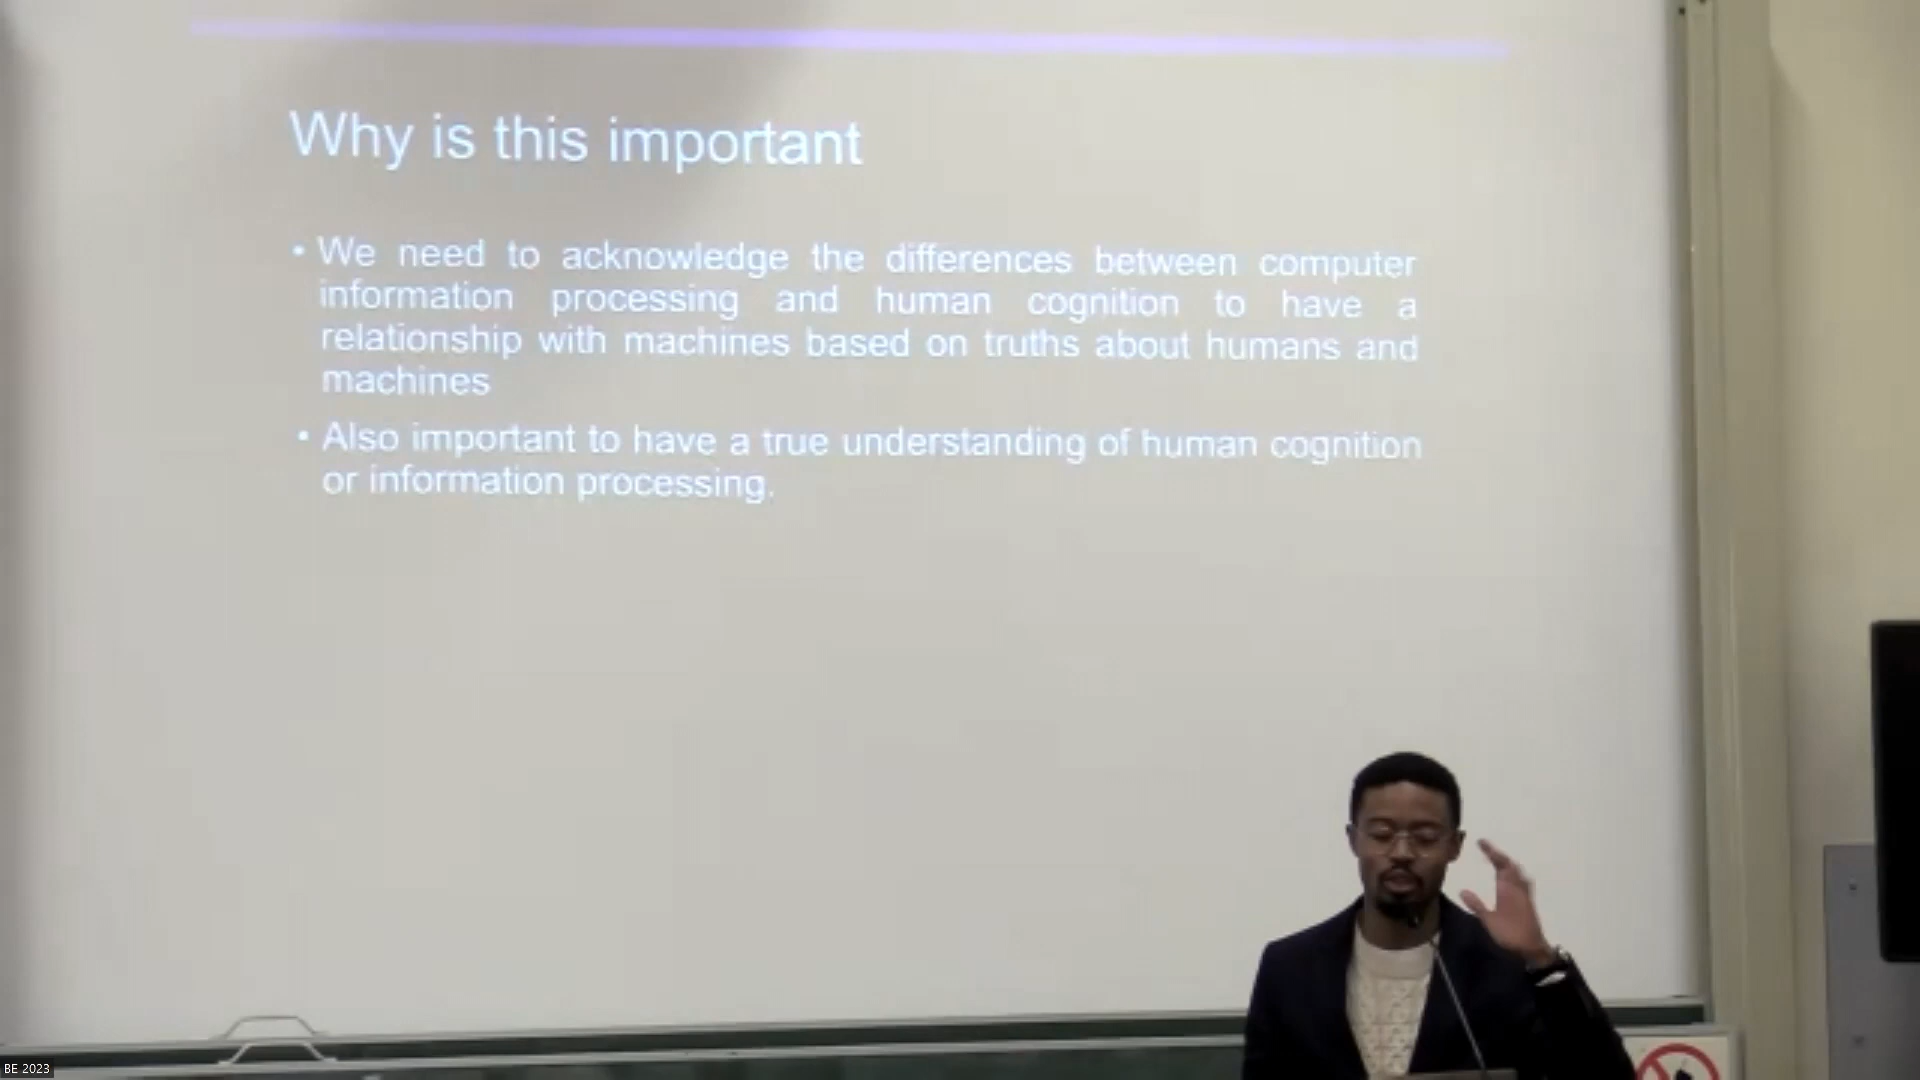 Why is this important
• We need to acknowledge the differences between computer
information processing and human cognition to have a
relationship with machines based on truths about humans and
machines
• Also important to have a true understanding of human cognition
or information processing.
BE 2023